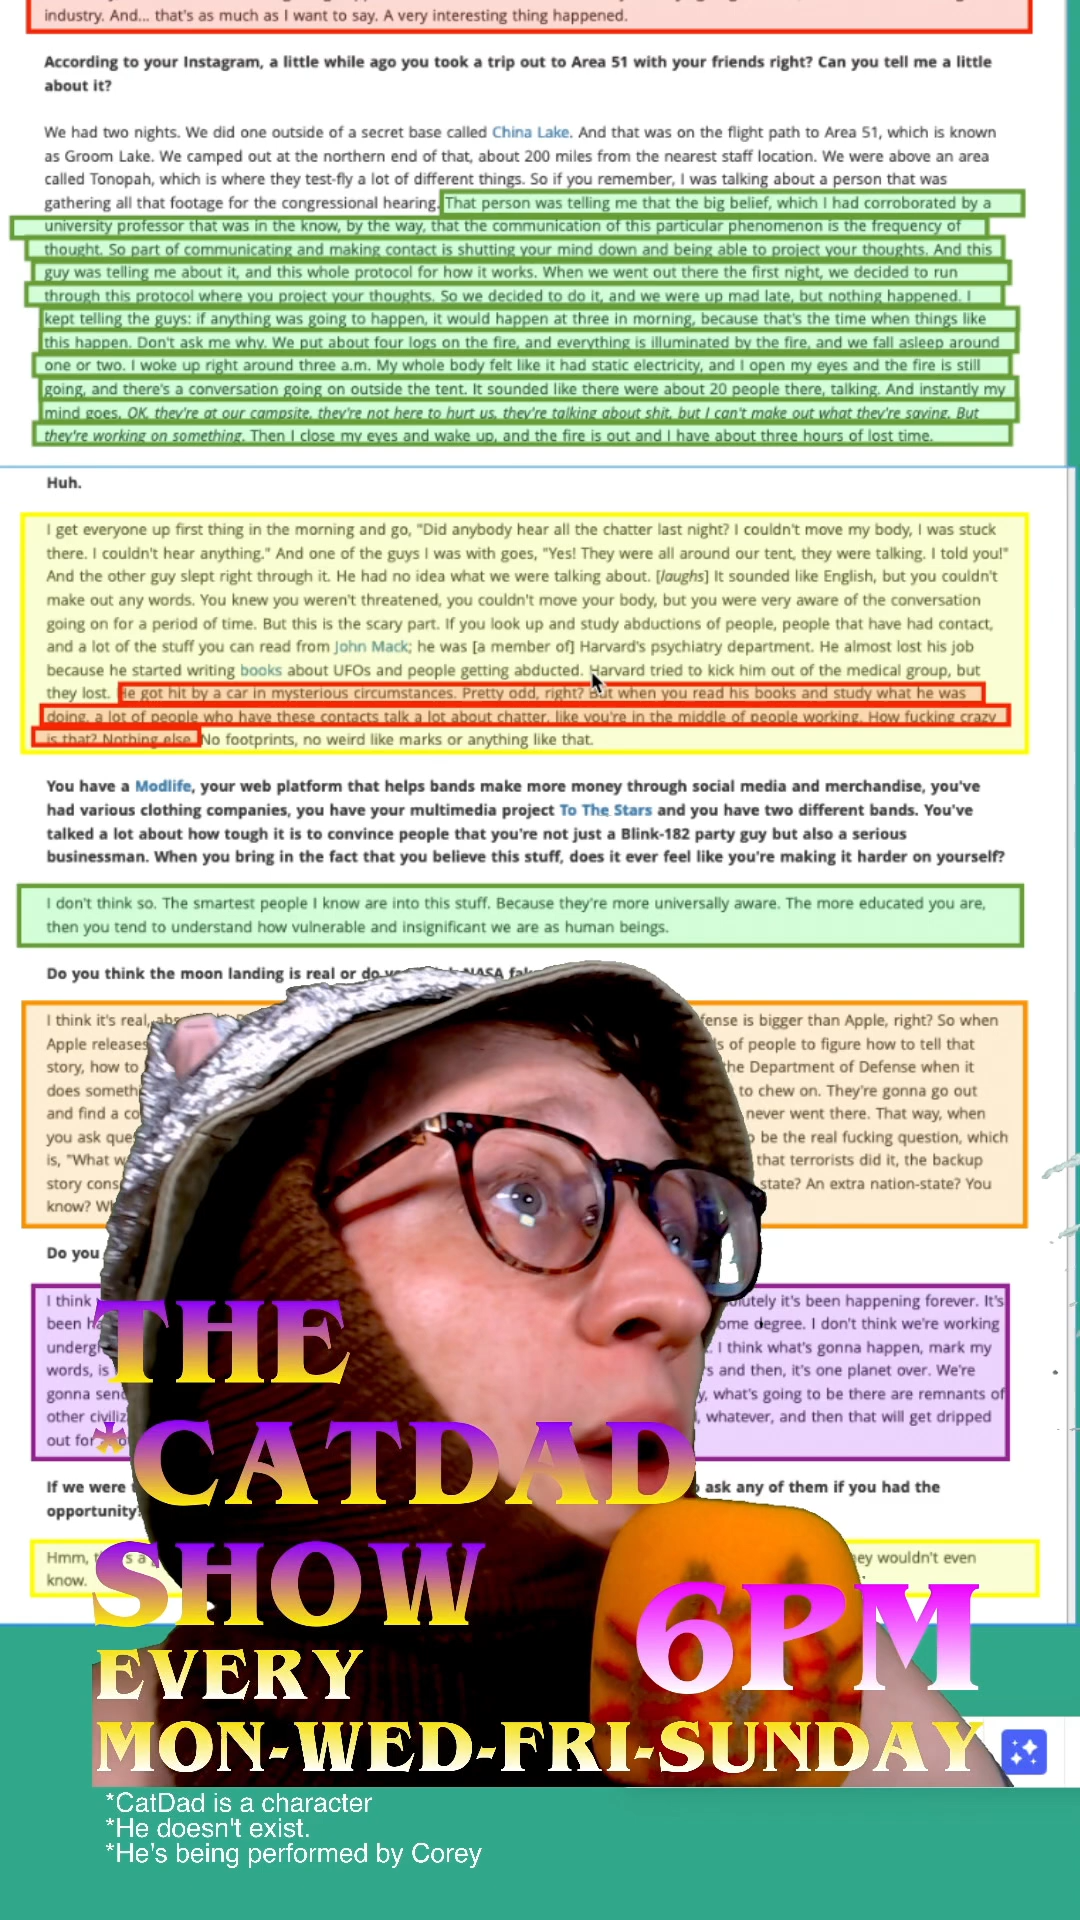 industry. And... that's as much as I want to say. A very interesting thing happened.
According to your Instagram, a little while ago you took a trip out to Area 51 with your friends right? Can you tell me a little
about it?
We had two nights. We did one outside of a secret base called China Lake. And that was on the flight path to Area 51, which is known
as Groom Lake. We camped out at the northern end of that, about 200 miles from the nearest staff location. We were above an area
called Tonopah, which is where they test-fly a lot of different things. So if you remember, I was talking about a person that was
gathering all that footage for the congressional hearing. That person was telling me that the big belief, which I had corroborated by a
university professor that was in the know, by the way, that the communication of this particular phenomenon is the frequency of
thought. So part of communicating and making contact is shutting your mind down and being able to project your thoughts. And this
guy was telling me about it, and this whole protocol for how it works. When we went out there the first night, we decided to run
through this protocol where you project your thoughts. So we decided to do it, and we were up mad late, but nothing happened. I
kept telling the guys: if anything was going to happen, it would happen at three in morning, because that's the time when things like
this happen. Don't ask me why. We put about four logs on the fire, and everything is illuminated by the fire, and we fall asleep around
one or two. I woke up right around three a.m. My whole body felt like it had static electricity, and I open my eyes and the fire is still
going, and there's a conversation going on outside the tent. It sounded like there were about 20 people there, talking. And instantly my
mind goes, OK, they're at our campsite, they're not here to hurt us, they're talking about shit, but I can't make out what they're saying. But
they're working on something. Then I close my eyes and wake up, and the fire is out and I have about three hours of lost time.
Huh.
I get everyone up first thing in the morning and go, "Did anybody hear all the chatter last night? I couldn't move my body, I was stuck
there. I couldn't hear anything." And one of the guys I was with goes, "Yes! They were all around our tent, they were talking. I told you!"
And the other guy slept right through it. He had no idea what we were talking about. [laughs] It sounded like English, but you couldn't
make out any words. You knew you weren't threatened, you couldn't move your body, but you were very aware of the conversation
going on for a period of time. But this is the scary part. If you look up and study abductions of people, people that have had contact,
and a lot of the stuff you can read from John Mack; he was [a member of] Harvard's psychiatry department. He almost lost his job
because he started writing books about UFOs and people getting abducted. Harvard tried to kick him out of the medical group, but
they lost. He got hit by a car in mysterious circumstances. Pretty odd, right? But when you read his books and study what he was
doing, a lot of people who have these contacts talk a lot about chatter, like you're in the middle of people working. How fucking crazy
is that? Nothing else. No footprints, no weird like marks or anything like that.
You have a Modlife, your web platform that helps bands make more money through social media and merchandise, you've
had various clothing companies, you have your multimedia project To The Stars and you have two different bands. You've
talked a lot about how tough it is to convince people that you're not just a Blink-182 party guy but also a serious
businessman. When you bring in the fact that you believe this stuff, does it ever feel like you're making it harder on yourself?
I don't think so. The smartest people I know are into this stuff. Because they're more universally aware. The more educated you are,
then you tend to understand how vulnerable and insignificant we are as human beings.
Do you think the moon landing is real or do NASA
I think it's real, is bigger than Apple, right? So when
Apple releases of people to figure how to tell that
story, how to the Department of Defense when it
does to chew on. They're gonna go out
and find a never went there. That way, when
you ask be the real fucking question, which
is, "What that terrorists did it, the backup
story state? An extra nation-state? You
know?
Do you
I think it's been happening forever. It's
been degree. I don't think we're working
I think what's gonna happen, mark my
words, is and then, it's one planet over. We're
gonna what's going to be there are remnants of
other whatever, and then that will get dripped
out for
If we were ask any of them if you had the
opportunity
Hmm, a they wouldn't even
know.
THE
*CATDAD
SHOW
6PM
EVERY
MON-WED-FRI-SUNDAY
*CatDad is a character
*He doesn't exist.
*He's being performed by Corey